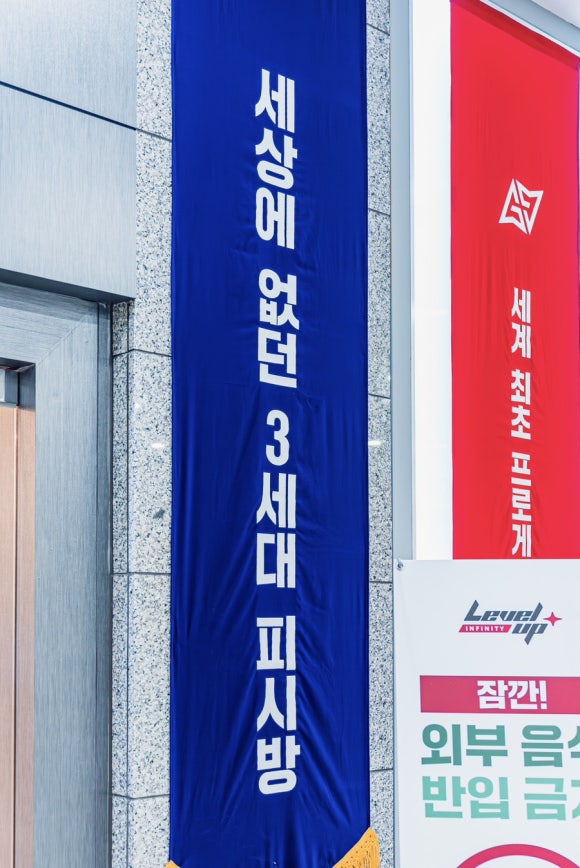 세상에 없던 3세대 피시방
세계 최초 프로게
Level up
INFINITY
잠깐!
외부 음식
반입 금지